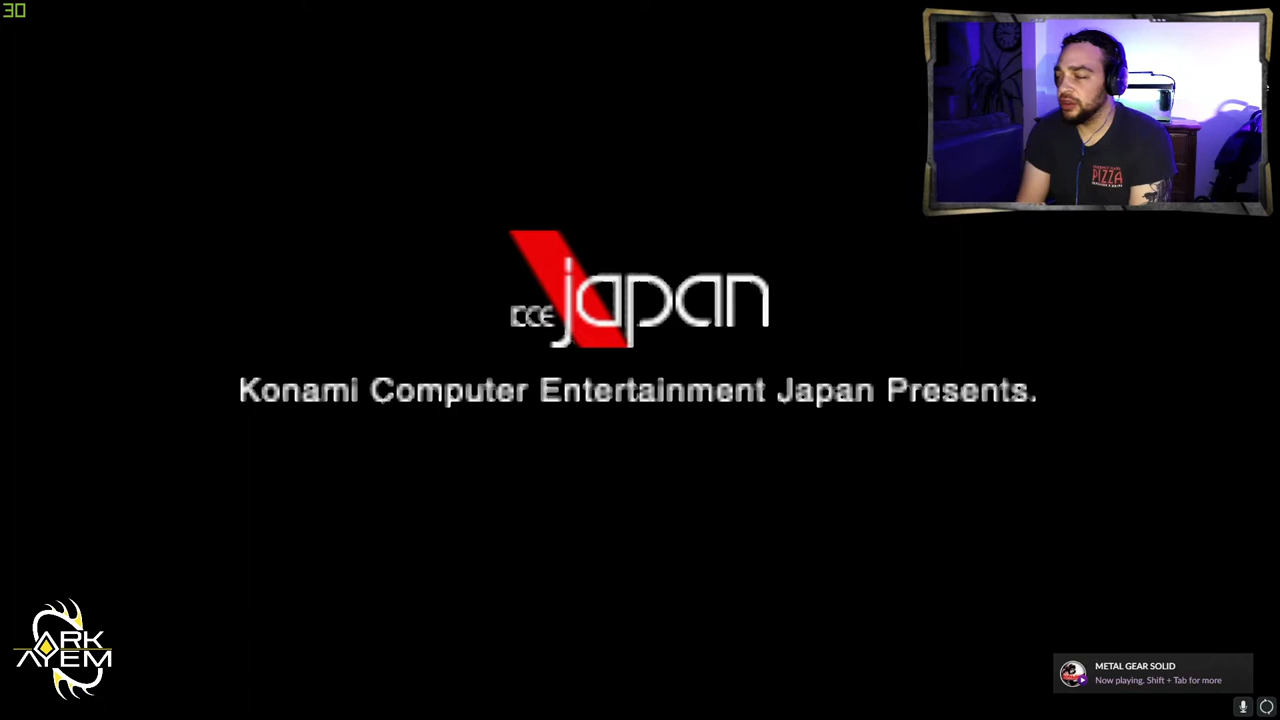 30
PIZZA
KCE japan
Konami Computer Entertainment Japan Presents.
ARK
AYEM
METAL GEAR SOLID
Now playing. Shift + Tab for more